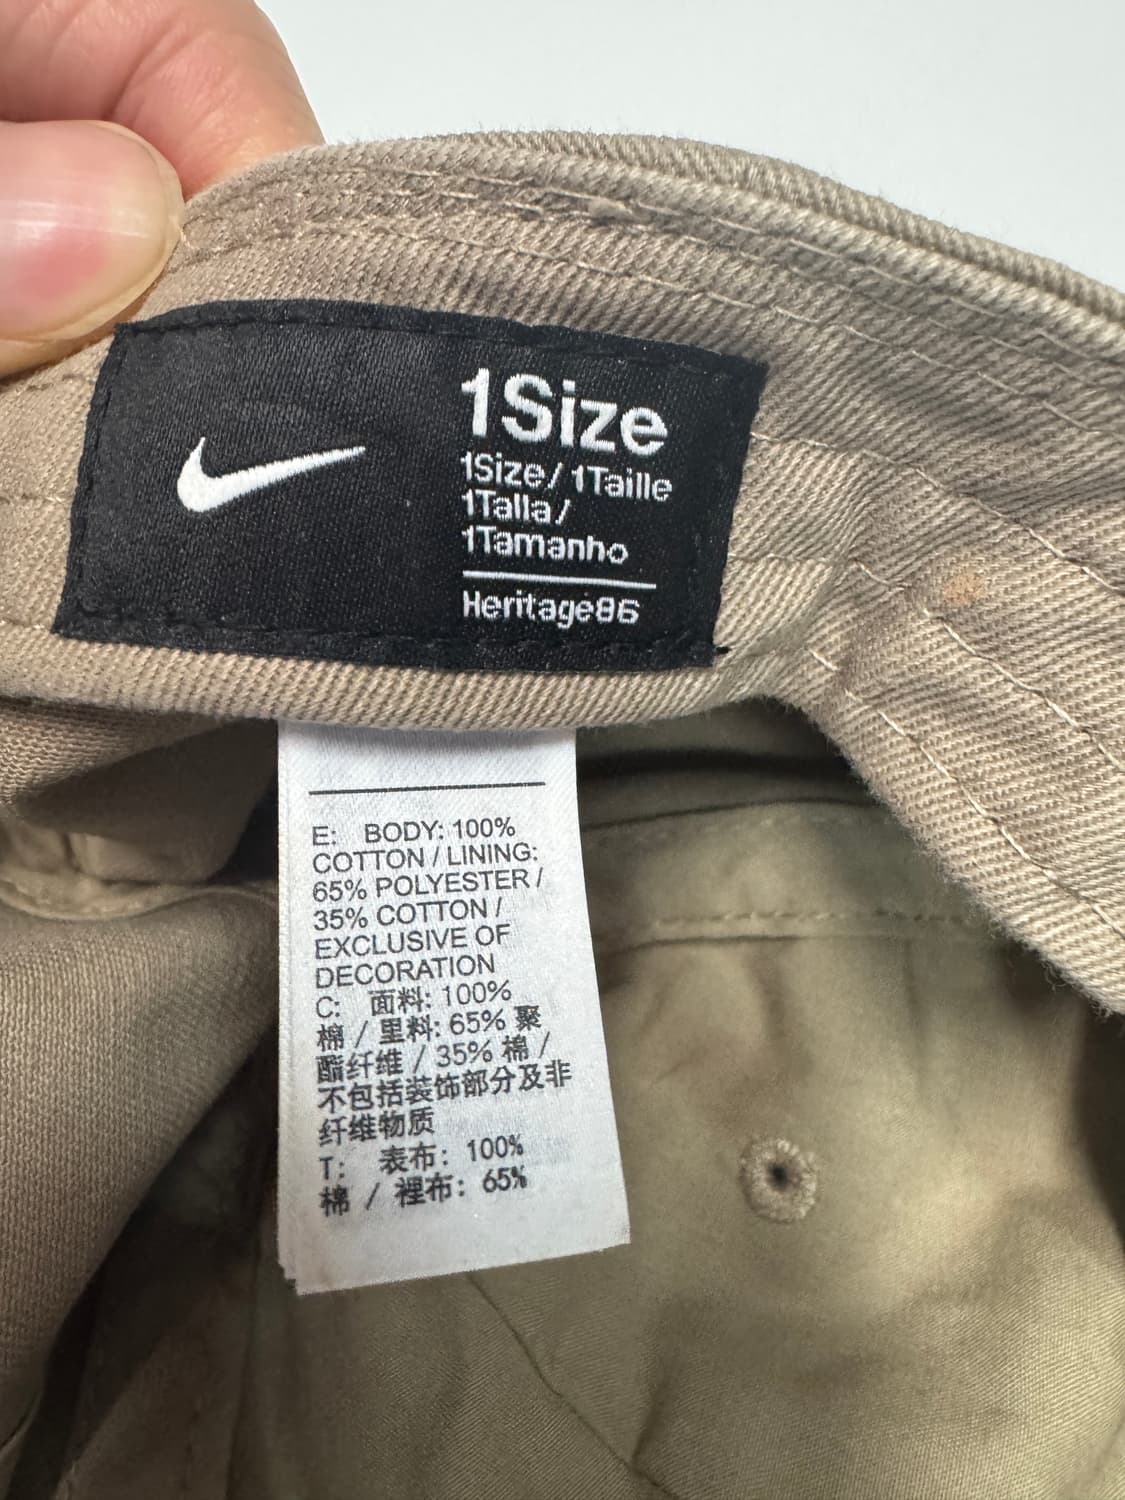 1Size
1Size/ 1Taille
1Talla/
1Tamanho
Heritage86
E: BODY: 100%
COTTON / LINING:
65% POLYESTER /
35% COTTON /
EXCLUSIVE OF
DECORATION
C: 面料: 100%
棉 / 里料: 65% 聚
酯纤维 / 35% 棉 /
不包括装饰部分及非
纤维物质
T: 表布: 100%
棉 / 裡布: 65%